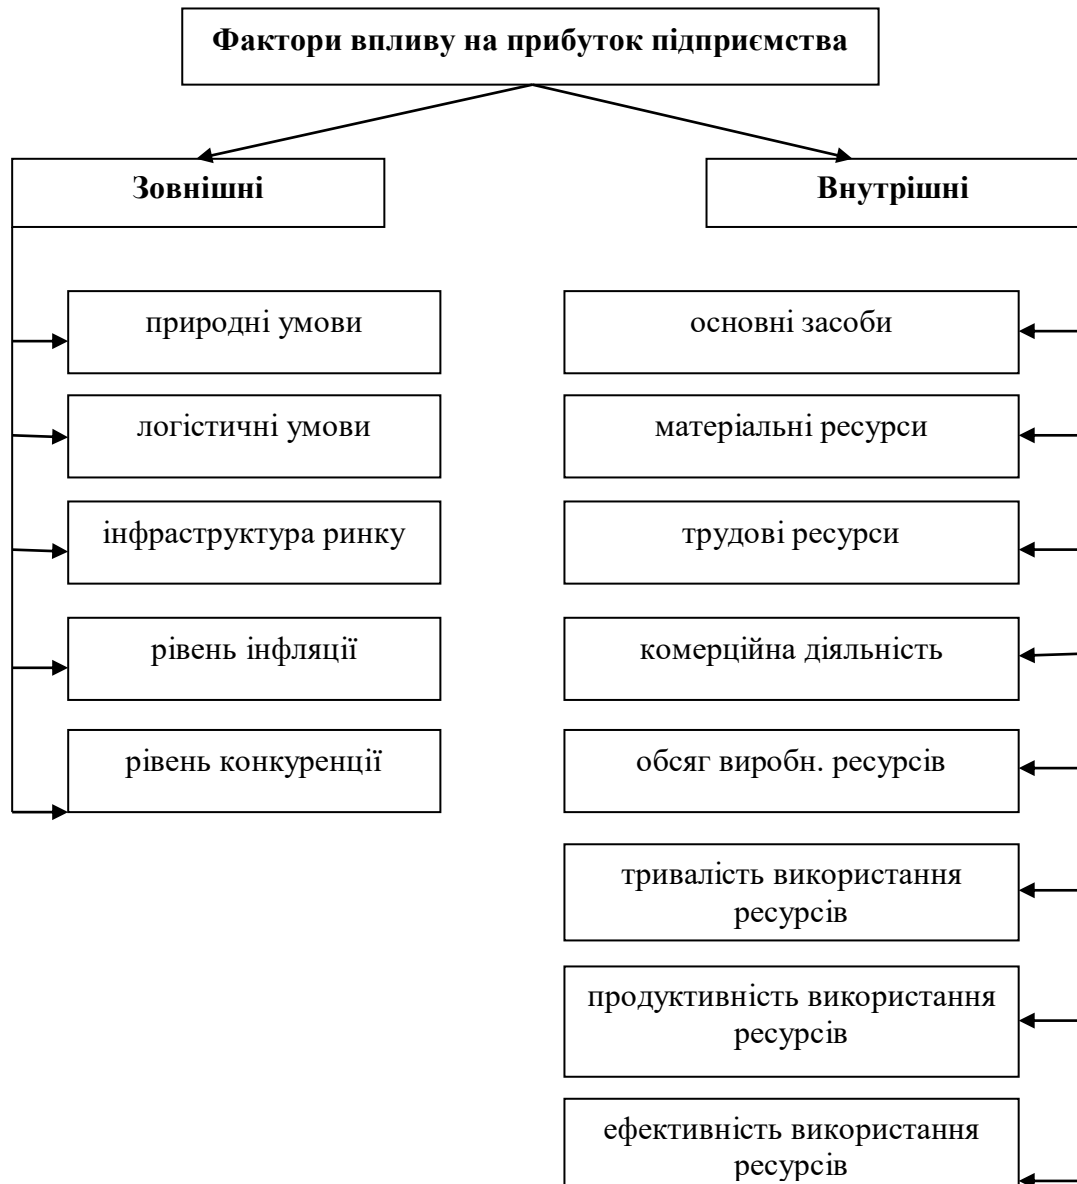 Фактори впливу на прибуток підприємства
Зовнішні
Внутрішні
природні умови
логістичні умови
інфраструктура ринку
рівень інфляції
рівень конкуренції
основні засоби
матеріальні ресурси
трудові ресурси
комерційна діяльність
обсяг виробн. ресурсів
тривалість використання
ресурсів
продуктивність використання
ресурсів
ефективність використання
ресурсів